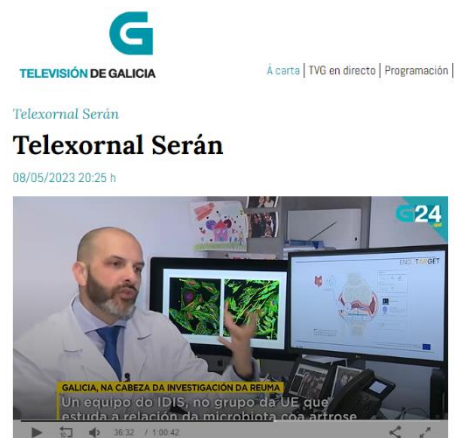 G
TELEVISIÓN DE GALICIA
Á carta | TVG en directo | Programación |
Telexornal Serán
Telexornal Serán
08/05/2023 20:25 h
G24
GALICIA, NA CABEZA DA INVESTIGACIÓN DA REUMA
Un equipo do IDIS, no grupo da UE que
estuda a relación da microbiota coa artrose
36:32 / 1:00:42